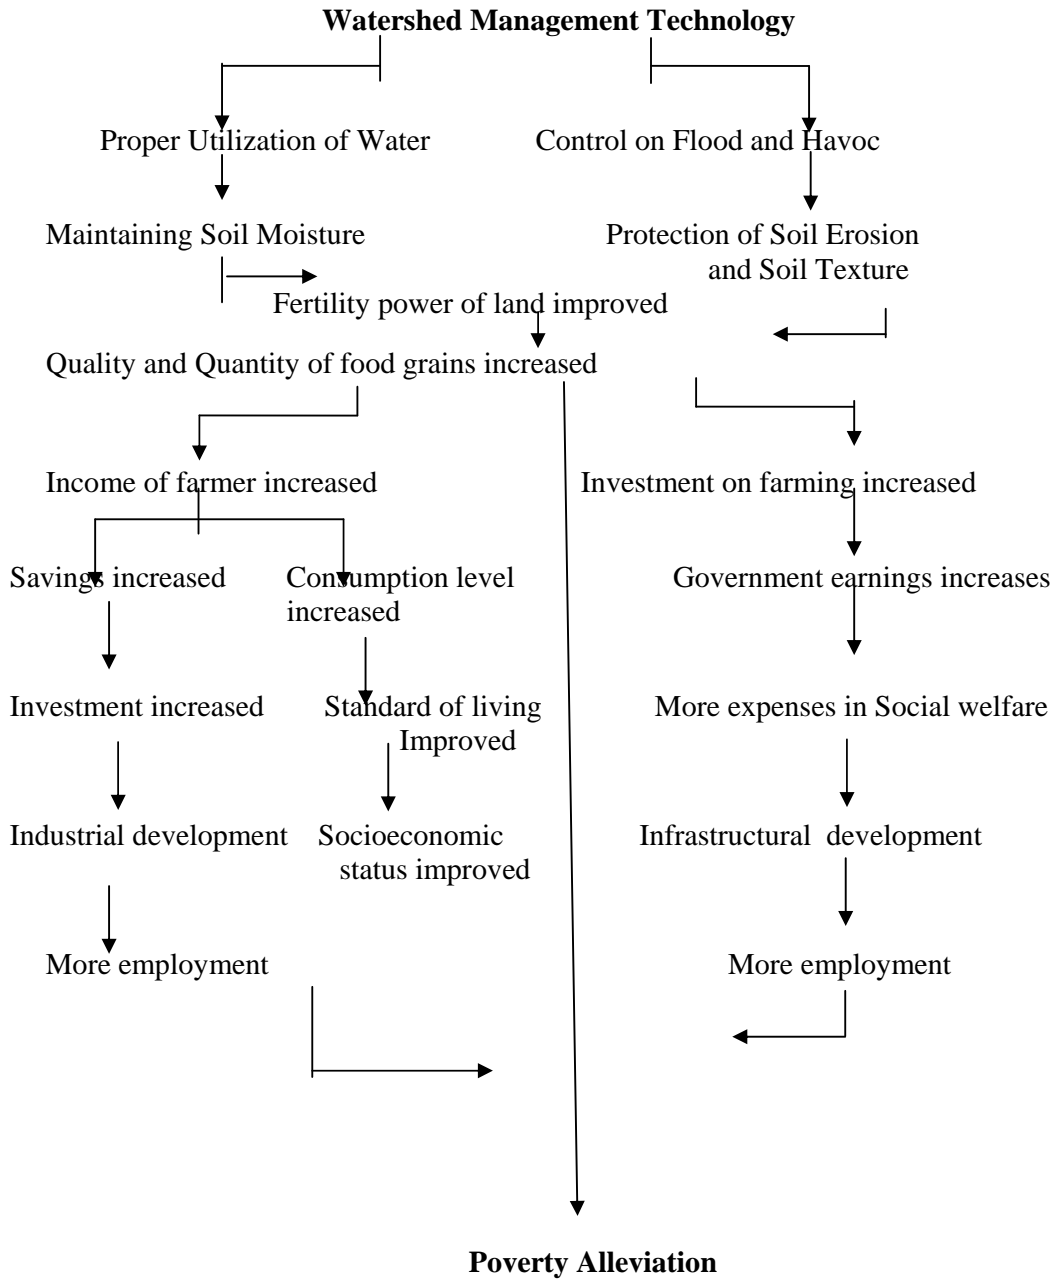 Watershed Management Technology
Proper Utilization of Water
Control on Flood and Havoc
Maintaining Soil Moisture
Protection of Soil Erosion
and Soil Texture
Fertility power of land improved
Quality and Quantity of food grains increased
Income of farmer increased
Investment on farming increased
Savings increased
Consumption level
increased
Government earnings increases
Investment increased
Standard of living
Improved
More expenses in Social welfare
Industrial development
Socioeconomic
status improved
Infrastructural  development
More employment
More employment
Poverty Alleviation